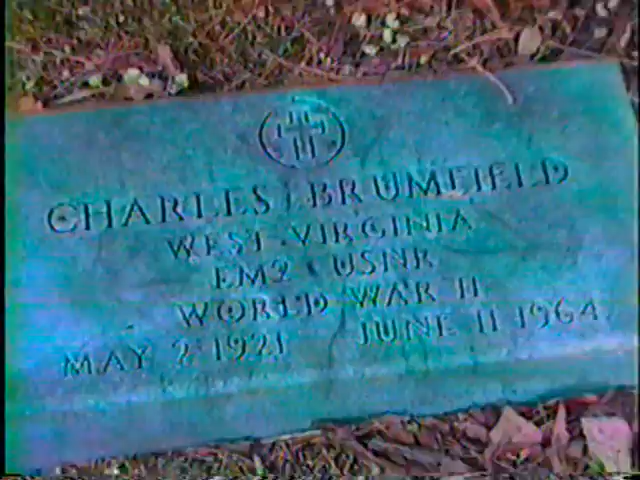 CHARLES BRUMFIELD
WEST VIRGINIA
EM2 USNR
WORLD WAR II
MAY 2 1921 JUNE 11 1964